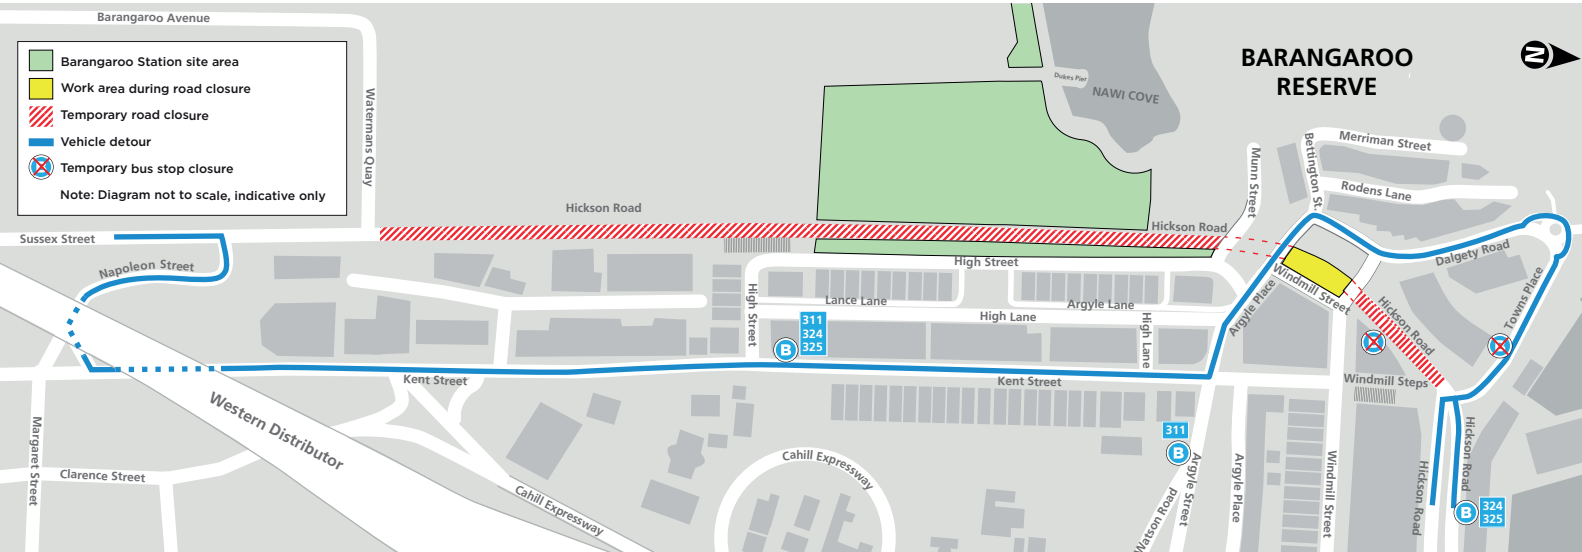 Barangaroo Avenue
Barangaroo Station site area
Work area during road closure
Temporary road closure
Vehicle detour
Temporary bus stop closure
Note: Diagram not to scale, indicative only
Watermans Quay
Dukes Pier
NAWI COVE
BARANGAROO
RESERVE
N
Merriman Street
Bettington St.
Rodens Lane
Munn Street
Hickson Road
Hickson Road
Sussex Street
Napoleon Street
High Street
Dalgety Road
Towns Place
Windmill Street
Argyle Place
Lance Lane
Argyle Lane
High Lane
High Street
High Lane
Hickson Road
311
324
325
B
Kent Street
Kent Street
Windmill Steps
Western Distributor
Margaret Street
Clarence Street
Cahill Expressway
Cahill Expressway
311
B
Watson Road
Argyle Street
Argyle Place
Windmill Street
Hickson Road
Hickson Road
B
324
325